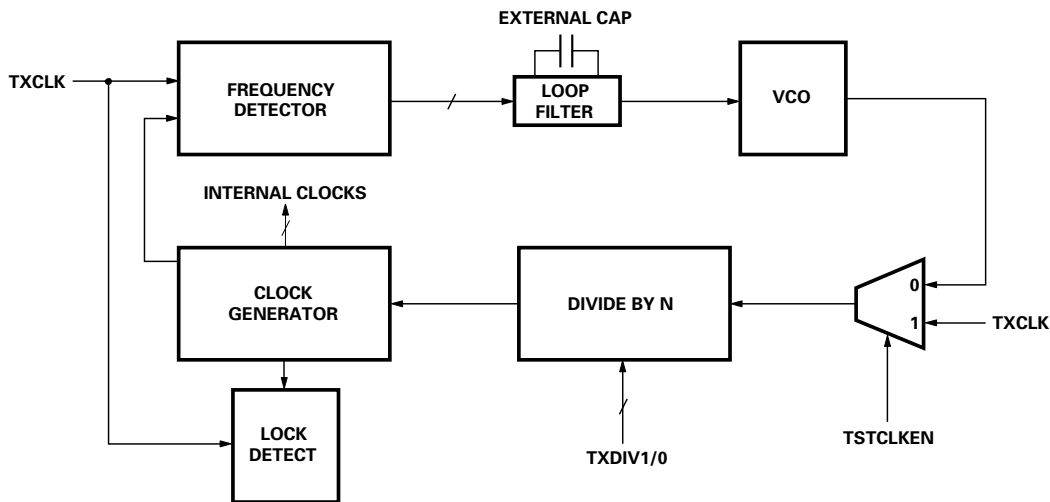 EXTERNAL CAP
TXCLK
FREQUENCY
DETECTOR
LOOP
FILTER
VCO
INTERNAL CLOCKS
CLOCK
GENERATOR
DIVIDE BY N
0
1
TXCLK
LOCK
DETECT
TXDIV1/0
TSTCLKEN